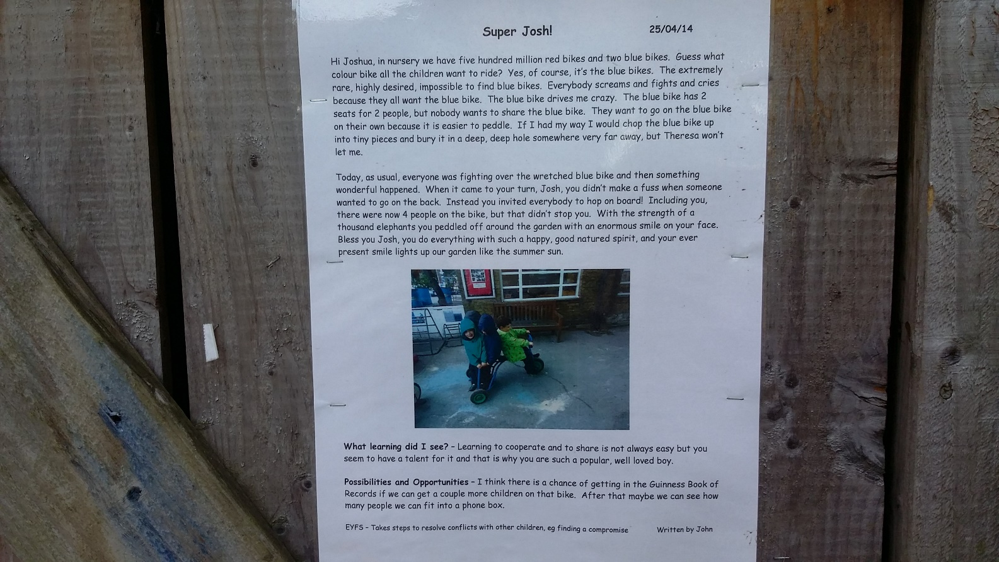 Super Josh! 25/04/14
Hi Joshua, in nursery we have five hundred million red bikes and two blue bikes. Guess what
colour bike all the children want to ride? Yes, of course, it's the blue bikes. The extremely
rare, highly desired, impossible to find blue bikes. Everybody screams and fights and cries
because they all want the blue bike. The blue bike drives me crazy. The blue bike has 2
seats for 2 people, but nobody wants to share the blue bike. They want to go on the blue bike
on their own because it is easier to peddle. If I had my way I would chop the blue bike up
into tiny pieces and bury it in a deep, deep hole somewhere very far away, but Theresa won't
let me.
Today, as usual, everyone was fighting over the wretched blue bike and then something
wonderful happened. When it came to your turn, Josh, you didn't make a fuss when someone
wanted to go on the back. Instead you invited everybody to hop on board! Including you,
there were now 4 people on the bike, but that didn't stop you. With the strength of a
thousand elephants you peddled off around the garden with an enormous smile on your face.
Bless you Josh, you do everything with such a happy, good natured spirit, and your ever
present smile lights up our garden like the summer sun.
What learning did I see? – Learning to cooperate and to share is not always easy but you
seem to have a talent for it and that is why you are such a popular, well loved boy.
Possibilities and Opportunities – I think there is a chance of getting in the Guinness Book of
Records if we can get a couple more children on that bike. After that maybe we can see how
many people we can fit into a phone box.
EYFS – Takes steps to resolve conflicts with other children, eg finding a compromise Written by John